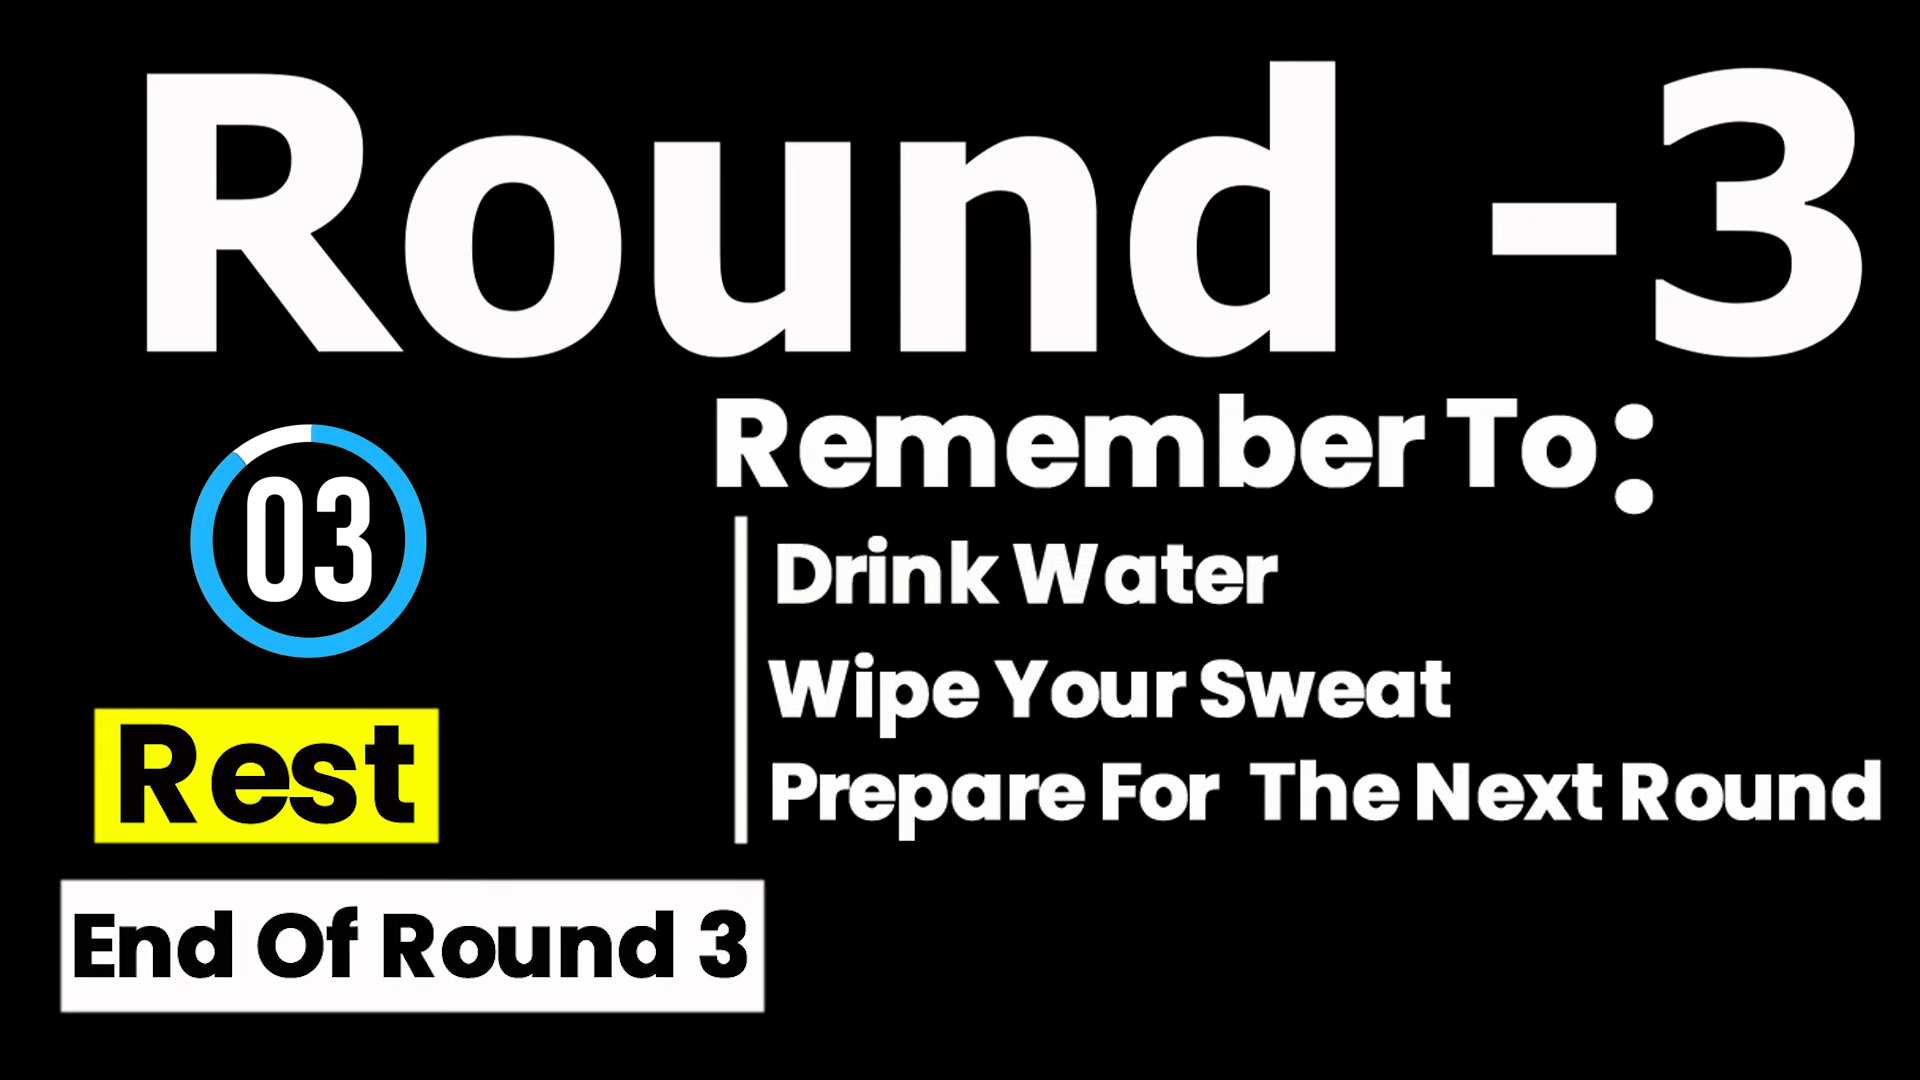 Round -3
Remember To:
03
Drink Water
Wipe Your Sweat
Rest
Prepare For The Next Round
End Of Round 3